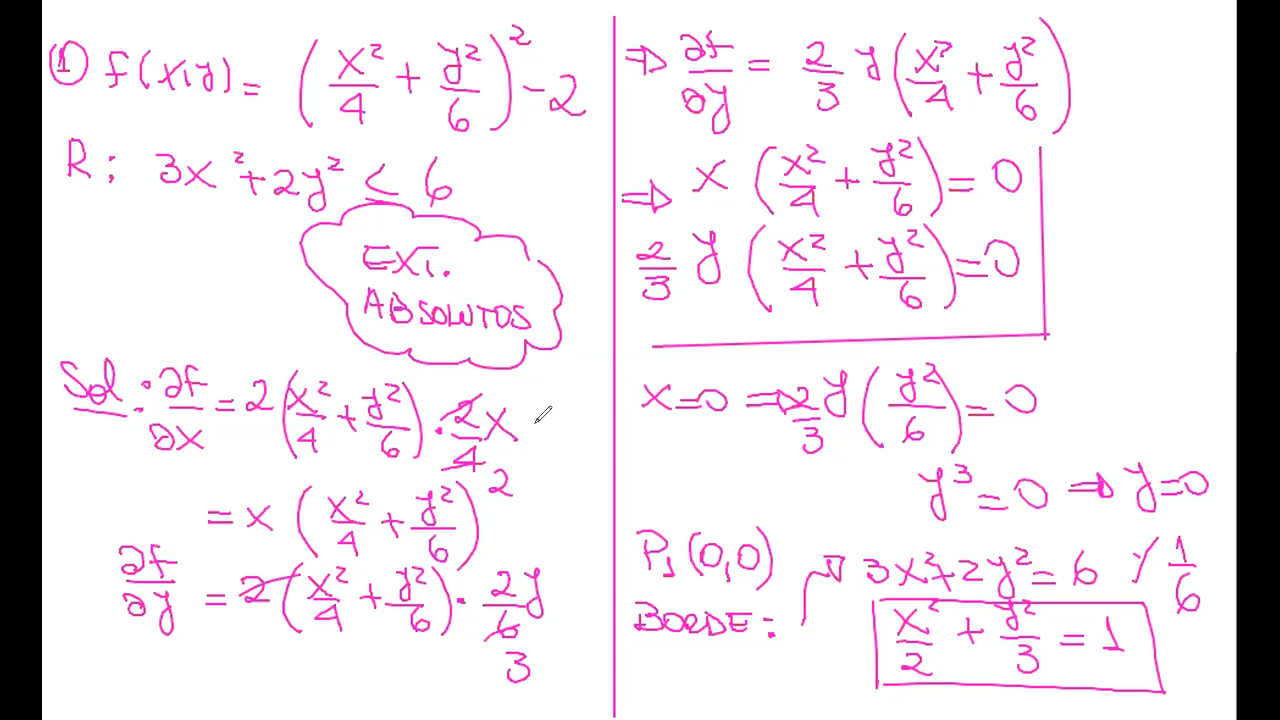 ① f(x,y) = (x²/4 + y²/6)² - 2
R: 3x² + 2y² ≤ 6
EXT.
ABSOLUTOS
Sol. ∂f/∂x = 2(x²/4 + y²/6) · 2/4 x
2
= x (x²/4 + y²/6)
∂f/∂y = 2(x²/4 + y²/6) · 2/6 y
3
⇒ ∂f/∂y = 2/3 y (x²/4 + y²/6)
⇒ x (x²/4 + y²/6) = 0
2/3 y (x²/4 + y²/6) = 0
x=0 ⇒ 2/3 y (y²/6) = 0
y³ = 0 ⇒ y=0
P₁ (0,0)
BORDE: 3x² + 2y² = 6 / 1/6
x²/2 + y²/3 = 1